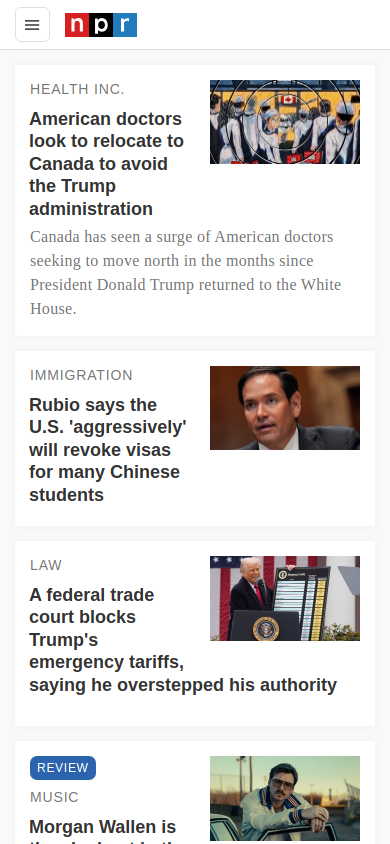 npr
HEALTH INC.
American doctors
look to relocate to
Canada to avoid
the Trump
administration
Canada has seen a surge of American doctors
seeking to move north in the months since
President Donald Trump returned to the White
House.
IMMIGRATION
Rubio says the
U.S. 'aggressively'
will revoke visas
for many Chinese
students
LAW
A federal trade
court blocks
Trump's
emergency tariffs,
saying he overstepped his authority
REVIEW
MUSIC
Morgan Wallen is